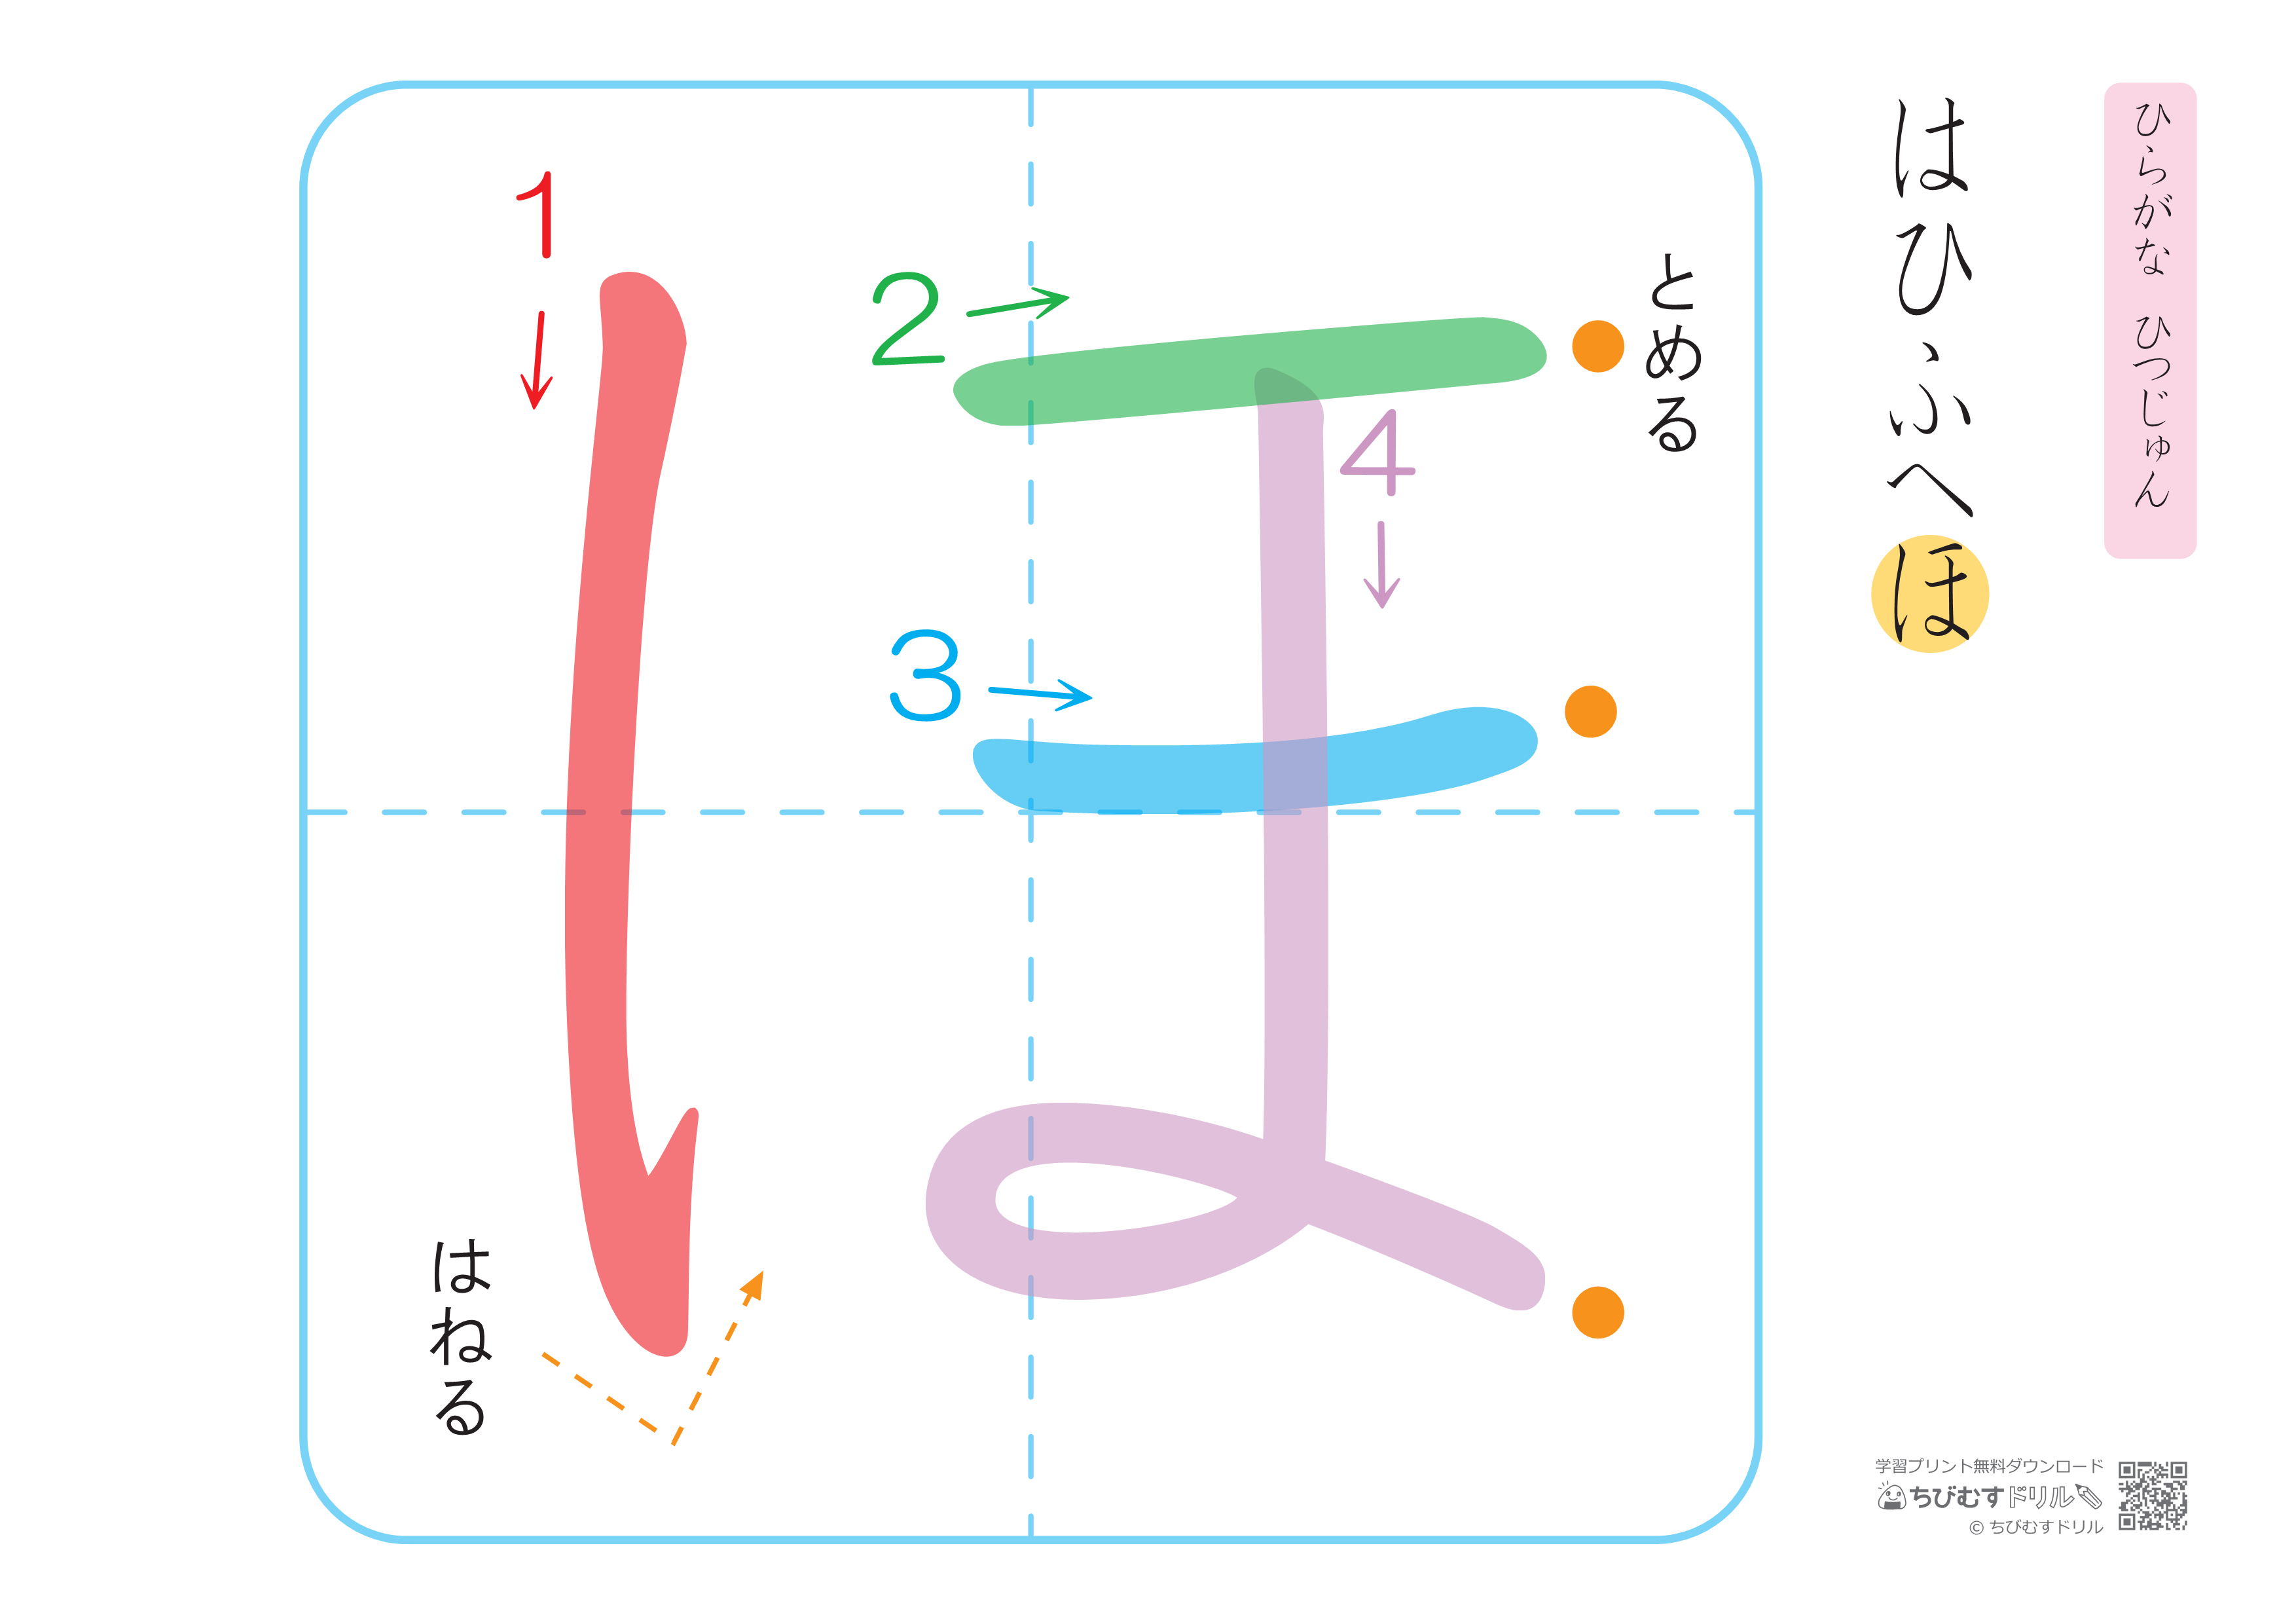 ひらがな ひつじゅん
はひふへほ
とめる
1
2
3
4
はねる
学習プリント無料ダウンロード
ちびむすドリル
© ちびむすドリル